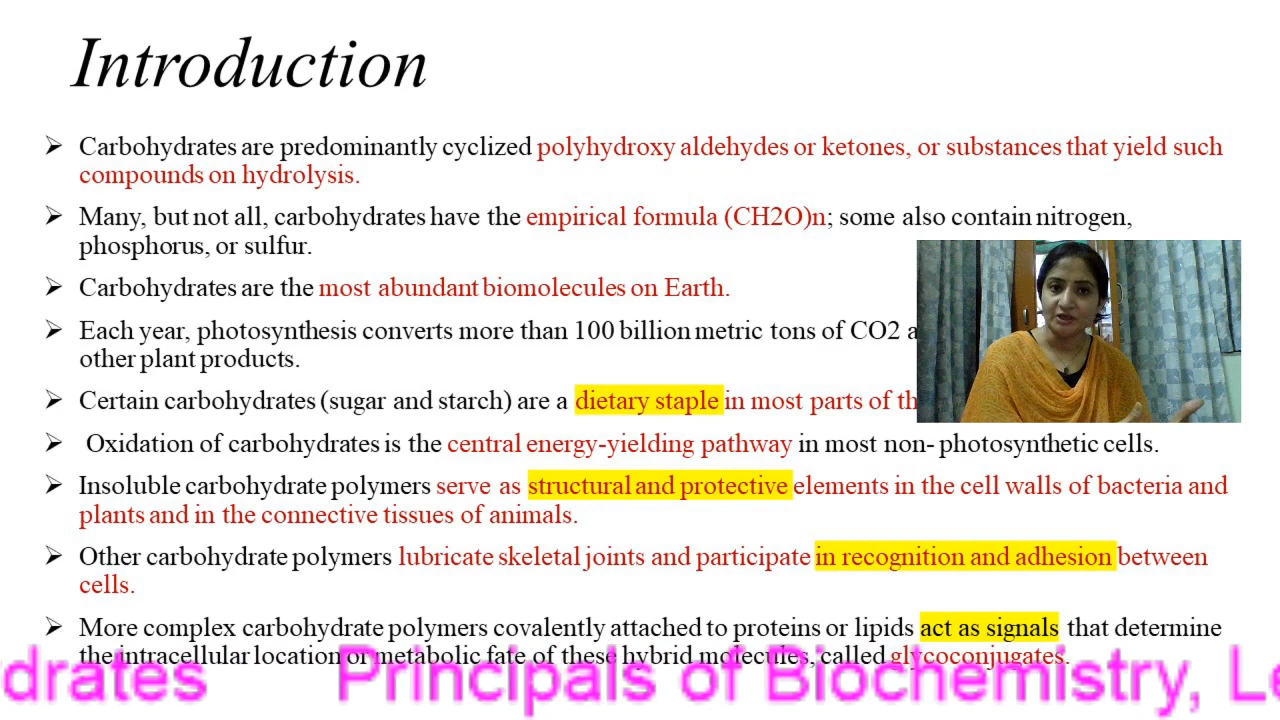 Introduction
➢ Carbohydrates are predominantly cyclized polyhydroxy aldehydes or ketones, or substances that yield such
compounds on hydrolysis.
➢ Many, but not all, carbohydrates have the empirical formula (CH2O)n; some also contain nitrogen,
phosphorus, or sulfur.
➢ Carbohydrates are the most abundant biomolecules on Earth.
➢ Each year, photosynthesis converts more than 100 billion metric tons of CO2
other plant products.
➢ Certain carbohydrates (sugar and starch) are a dietary staple in most parts of
➢ Oxidation of carbohydrates is the central energy-yielding pathway in most non- photosynthetic cells.
➢ Insoluble carbohydrate polymers serve as structural and protective elements in the cell walls of bacteria and
plants and in the connective tissues of animals.
➢ Other carbohydrate polymers lubricate skeletal joints and participate in recognition and adhesion between
cells.
➢ More complex carbohydrate polymers covalently attached to proteins or lipids act as signals that determine
the intracellular location or metabolic fate of these hybrid molecules, called glycoconjugates.
drates Principals of Biochemistry, Le